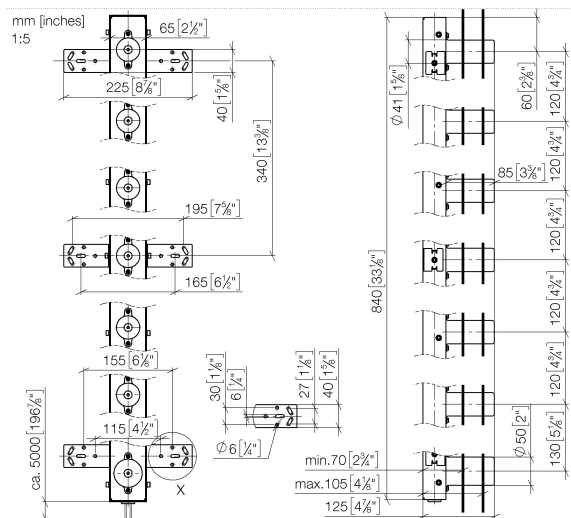 mm [inches]
1:5
65 [2½"]
225 [8⅞"]
40 [1⅝"]
340 [13⅜"]
195 [7⅝"]
165 [6½"]
155 [6⅛"]
115 [4½"]
ca. 5000 [196⅞"]
X
30 [1⅛"]
6 [¼"]
27 [1⅛"]
40 [1⅝"]
Ø6 [¼"]
Ø 41 [1⅝"]
60 [2⅜"]
120 [4¾"]
120 [4¾"]
85 [3⅜"]
120 [4¾"]
840 [33⅛"]
120 [4¾"]
120 [4¾"]
Ø50 [2"]
130 [5⅛"]
min.70 [2¾"]
max.105 [4⅛"]
125 [4⅞"]